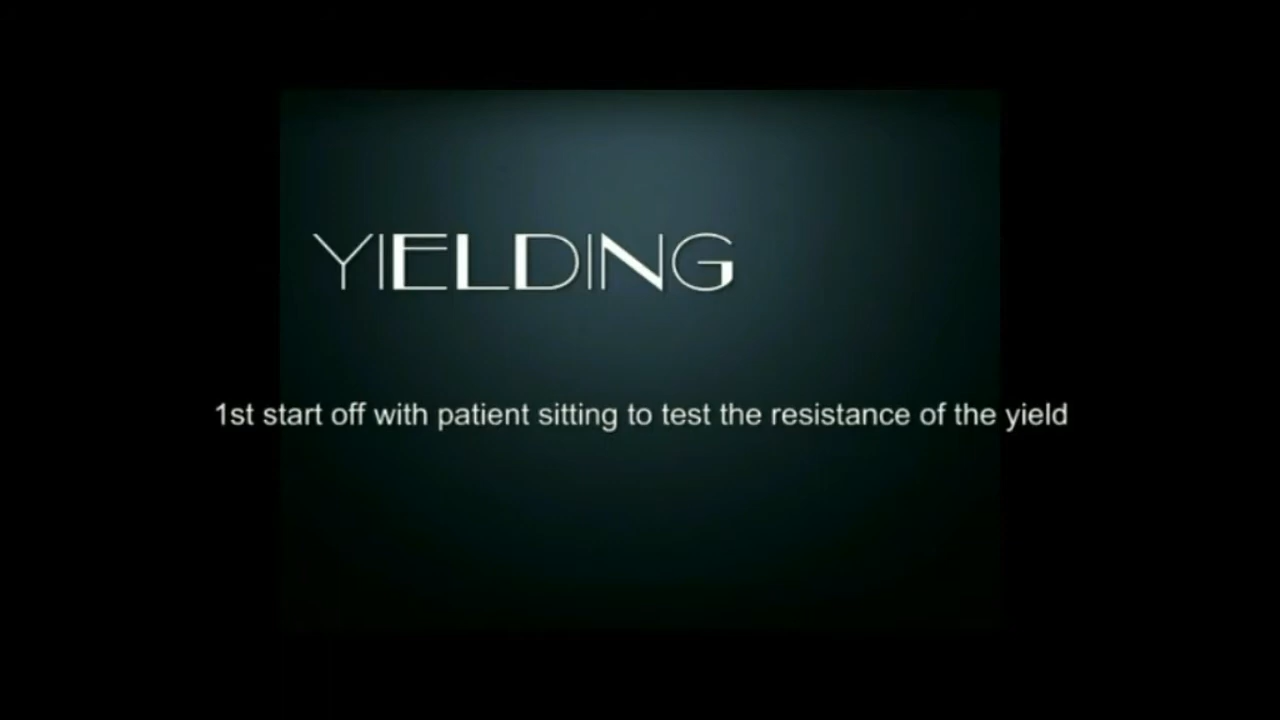 YIELDING
1st start off with patient sitting to test the resistance of the yield